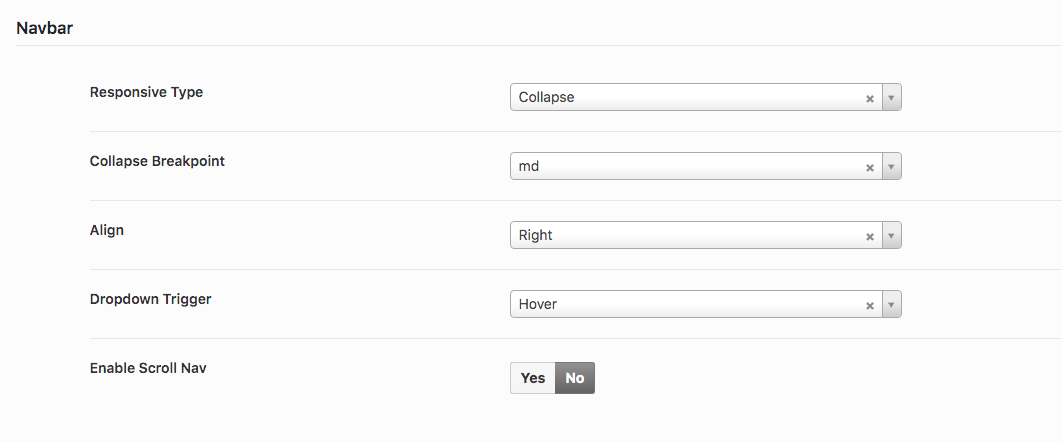 Navbar
Responsive Type
Collapse
Collapse Breakpoint
md
Align
Right
Dropdown Trigger
Hover
Enable Scroll Nav
Yes No